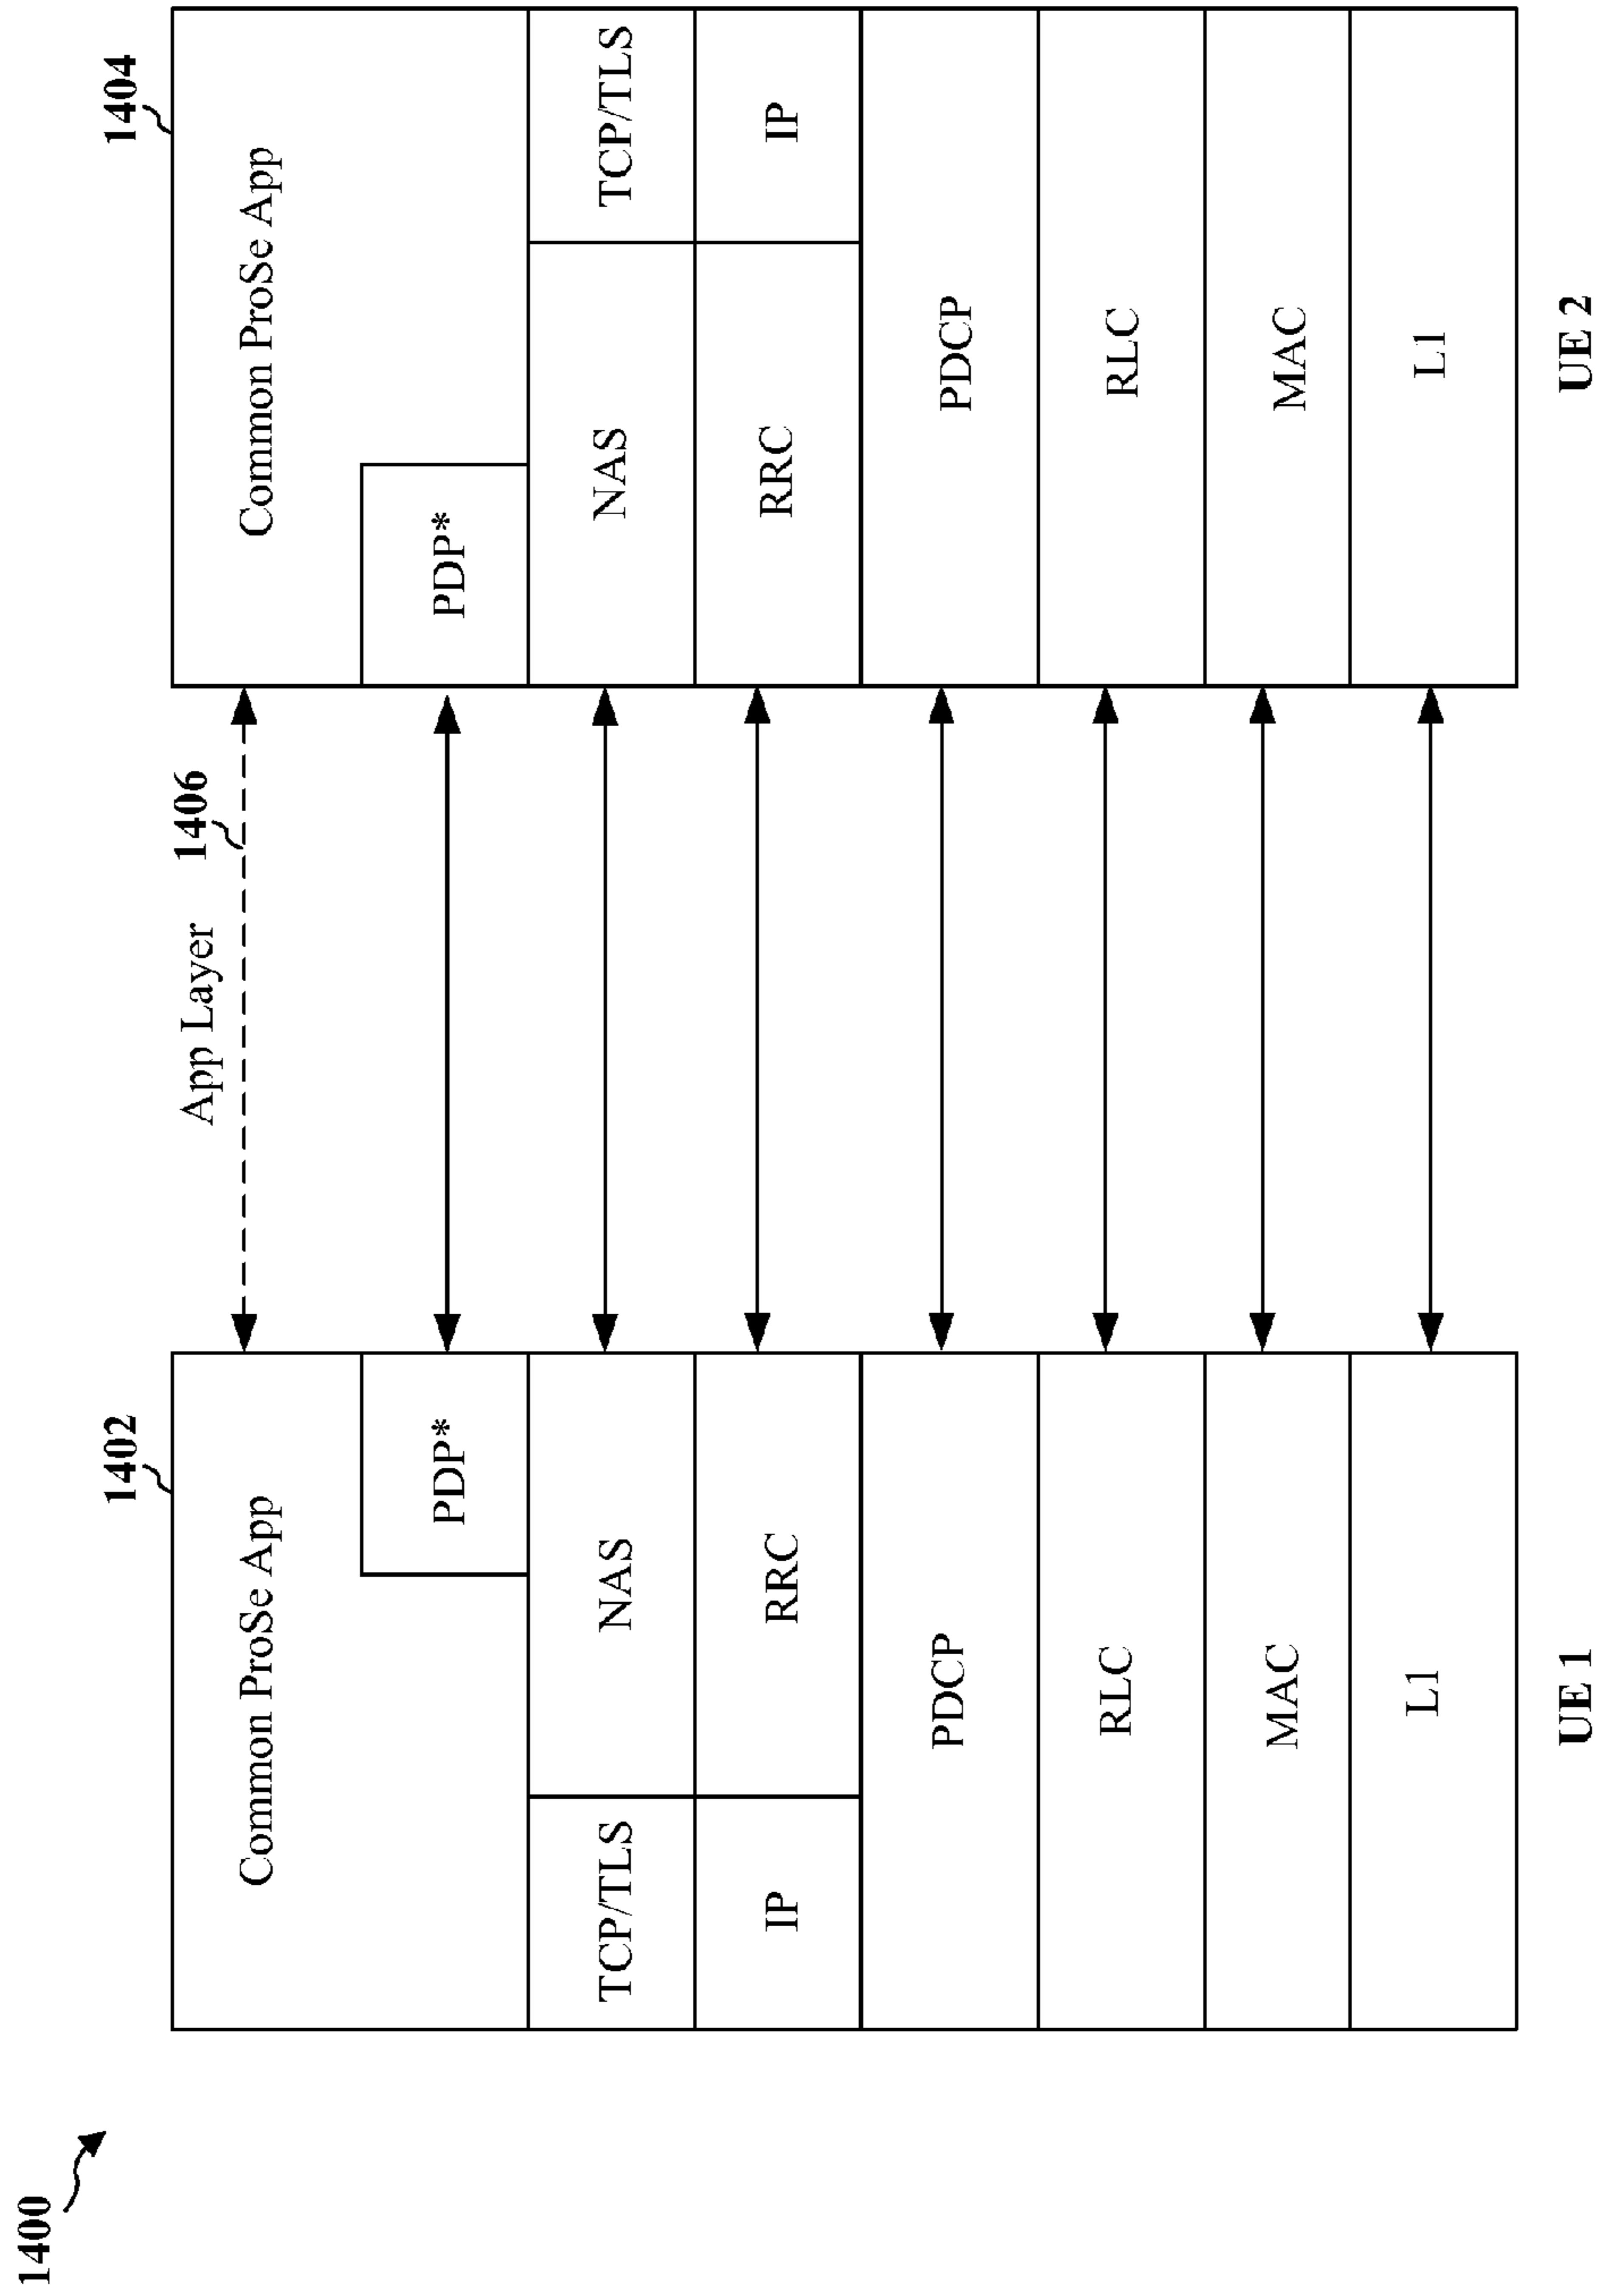 1400
1402
1404
App Layer
1406
Common ProSe App
Common ProSe App
PDP*
PDP*
TCP/TLS
NAS
NAS
TCP/TLS
IP
RRC
RRC
IP
PDCP
PDCP
RLC
RLC
MAC
MAC
L1
L1
UE 1
UE 2